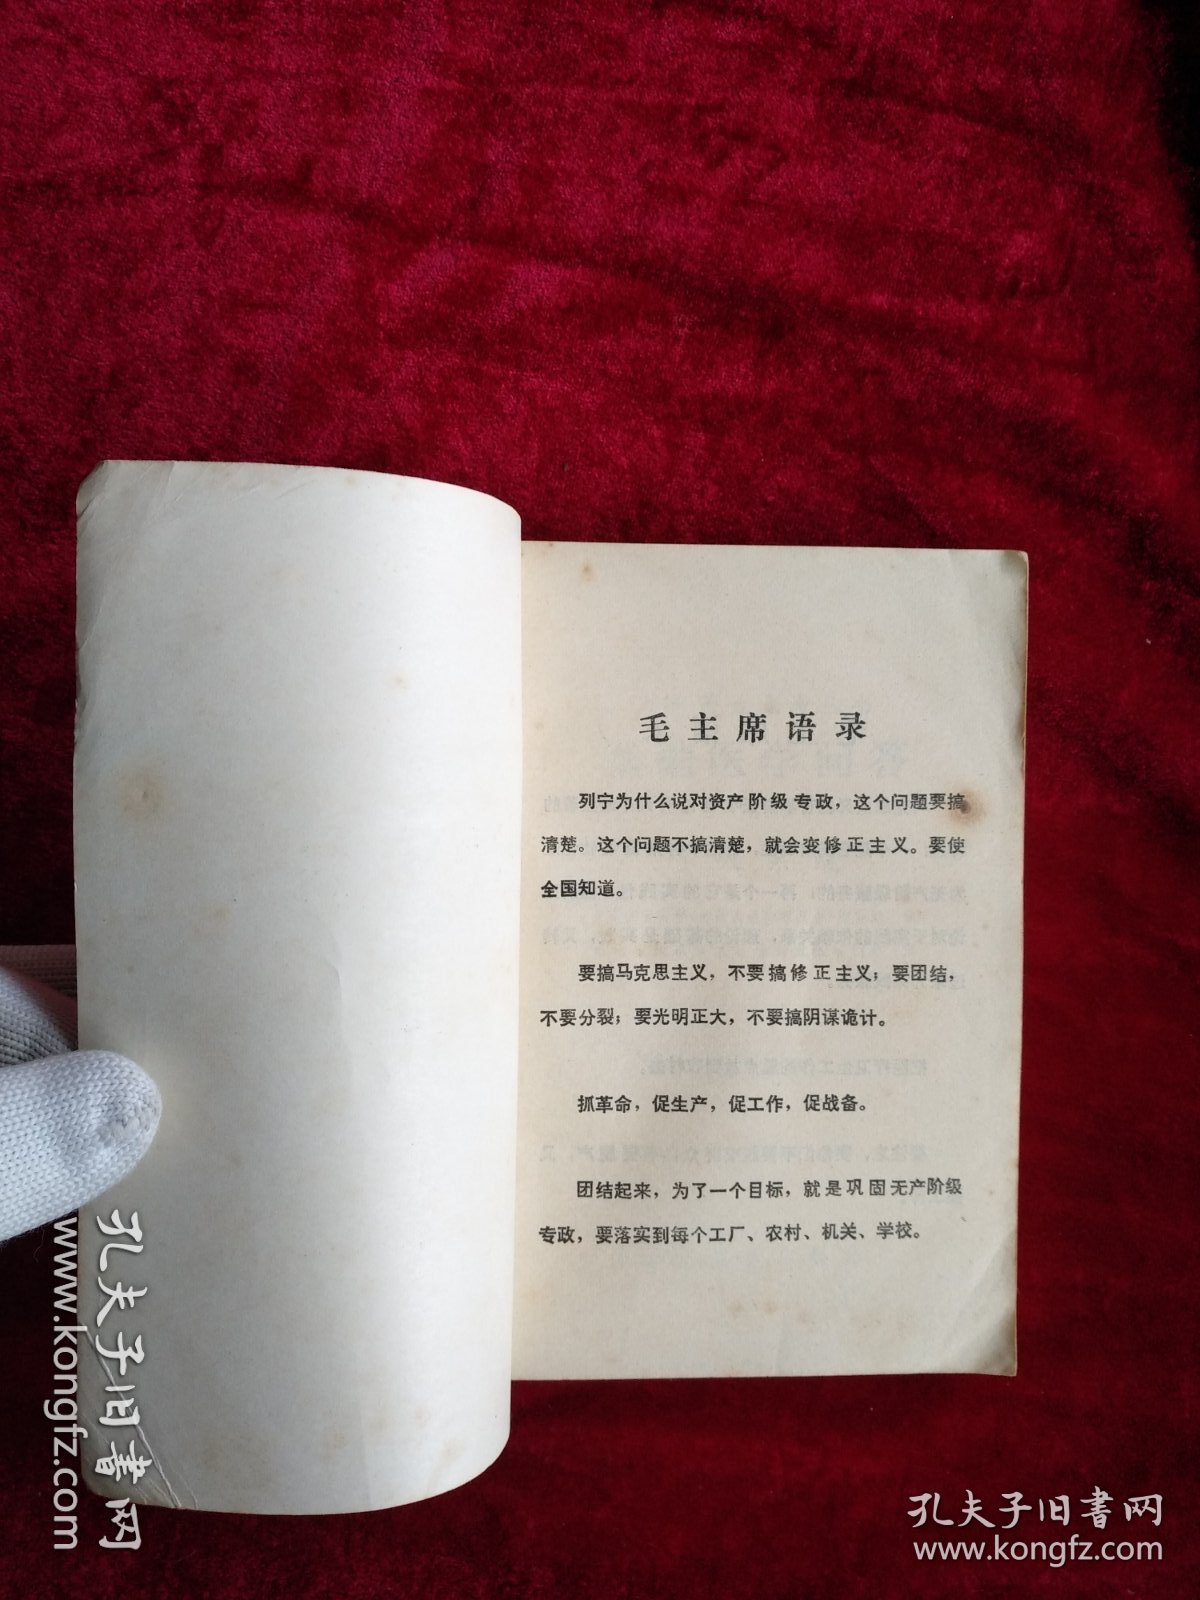 毛主席语录
列宁为什么说对资产阶级专政，这个问题要搞
清楚。这个问题不搞清楚，就会变修正主义。要使
全国知道。
要搞马克思主义，不要搞修正主义；要团结，
不要分裂；要光明正大，不要搞阴谋诡计。
抓革命，促生产，促工作，促战备。
团结起来，为了一个目标，就是巩固无产阶级
专政，要落实到每个工厂、农村、机关、学校。
孔夫子旧书网
www.kongfz.com
孔夫子旧书网
www.kongfz.com